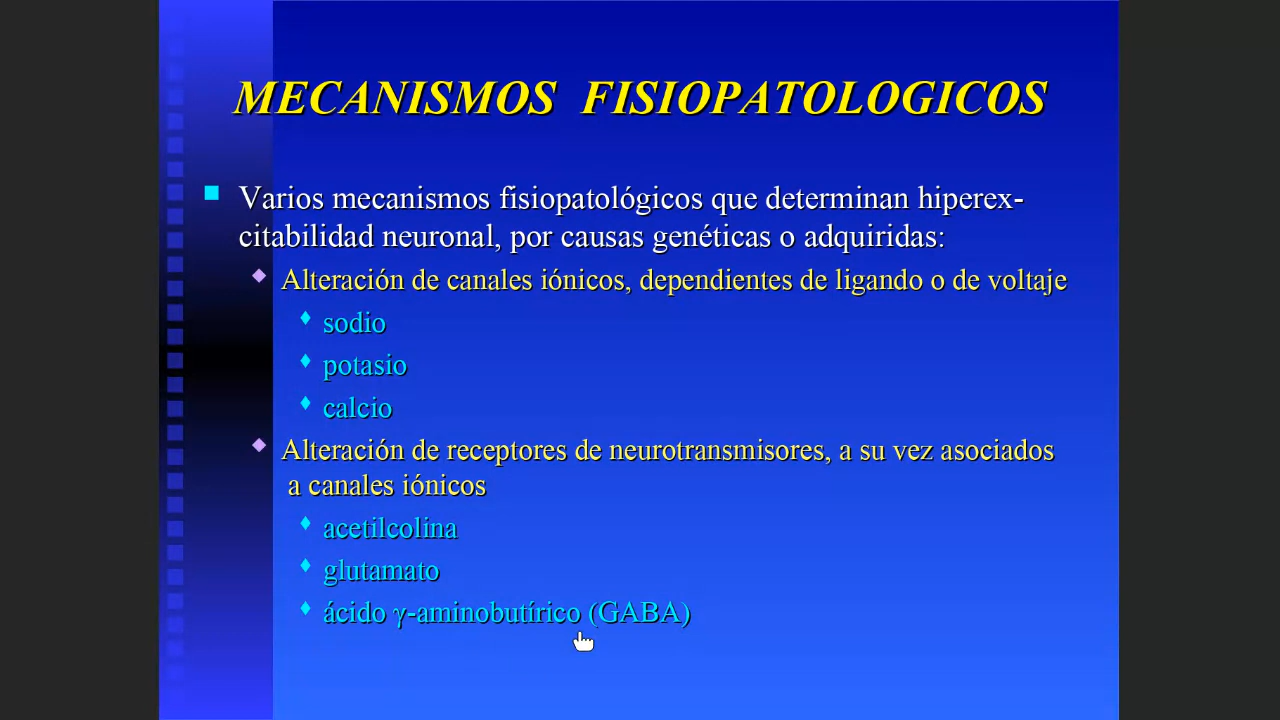 MECANISMOS FISIOPATOLOGICOS
Varios mecanismos fisiopatológicos que determinan hiperex-
citabilidad neuronal, por causas genéticas o adquiridas:
Alteración de canales iónicos, dependientes de ligando o de voltaje
sodio
potasio
calcio
Alteración de receptores de neurotransmisores, a su vez asociados
a canales iónicos
acetilcolina
glutamato
ácido γ-aminobutírico (GABA)